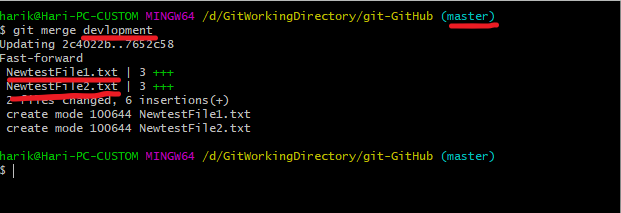 harik@Hari-PC-CUSTOM MINGW64 /d/GitWorkingDirectory/git-GitHub (master)
$ git merge devlopment
Updating 2c4022b..7652c58
Fast-forward
 NewtestFile1.txt | 3 +++
 NewtestFile2.txt | 3 +++
 2 files changed, 6 insertions(+)
 create mode 100644 NewtestFile1.txt
 create mode 100644 NewtestFile2.txt
harik@Hari-PC-CUSTOM MINGW64 /d/GitWorkingDirectory/git-GitHub (master)
$